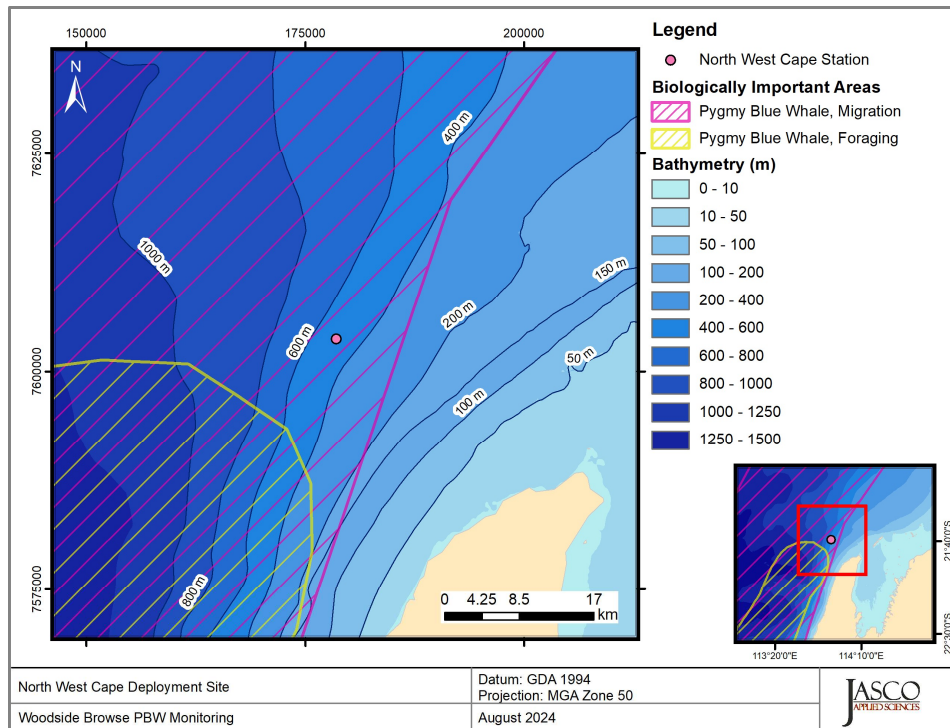 150000
175000
200000
N
7625000
7600000
7575000
400 m
1000 m
600 m
200 m
150 m
50 m
100 m
800 m
0 4.25 8.5 17
km
Legend
North West Cape Station
Biologically Important Areas
Pygmy Blue Whale, Migration
Pygmy Blue Whale, Foraging
Bathymetry (m)
0 - 10
10 - 50
50 - 100
100 - 200
200 - 400
400 - 600
600 - 800
800 - 1000
1000 - 1250
1250 - 1500
21°40'0"S
22°30'0"S
113°20'0"E 114°10'0"E
North West Cape Deployment Site
Woodside Browse PBW Monitoring
Datum: GDA 1994
Projection: MGA Zone 50
August 2024
JASCO
APPLIED SCIENCES